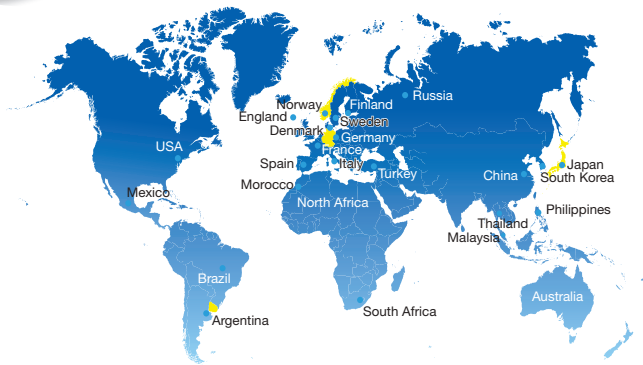 Norway
Finland
Russia
England
Sweden
Denmark
Germany
USA
France
Spain
Italy
Japan
Turkey
China
South Korea
Morocco
Mexico
North Africa
Philippines
Thailand
Malaysia
Brazil
Australia
South Africa
Argentina